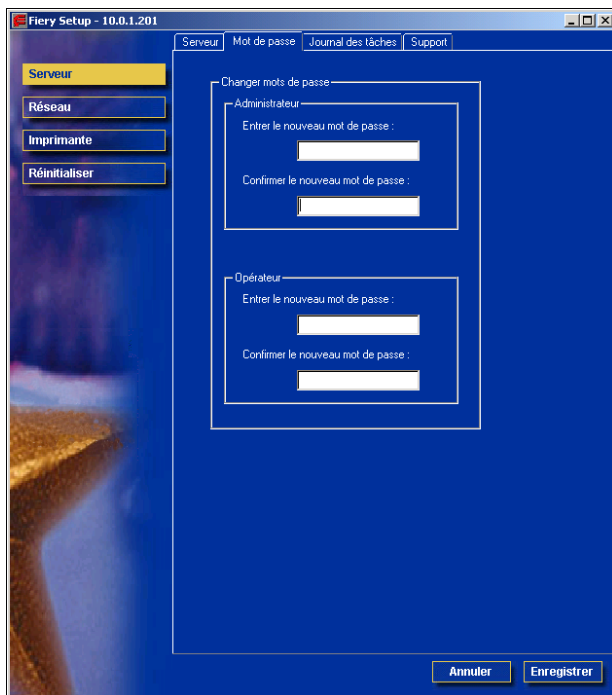 Fiery Setup - 10.0.1.201
Serveur
Mot de passe
Journal des tâches
Support
Serveur
Réseau
Imprimante
Réinitialiser
Changer mots de passe
Administrateur
Entrer le nouveau mot de passe :
Confirmer le nouveau mot de passe :
Opérateur
Entrer le nouveau mot de passe :
Confirmer le nouveau mot de passe :
Annuler
Enregistrer